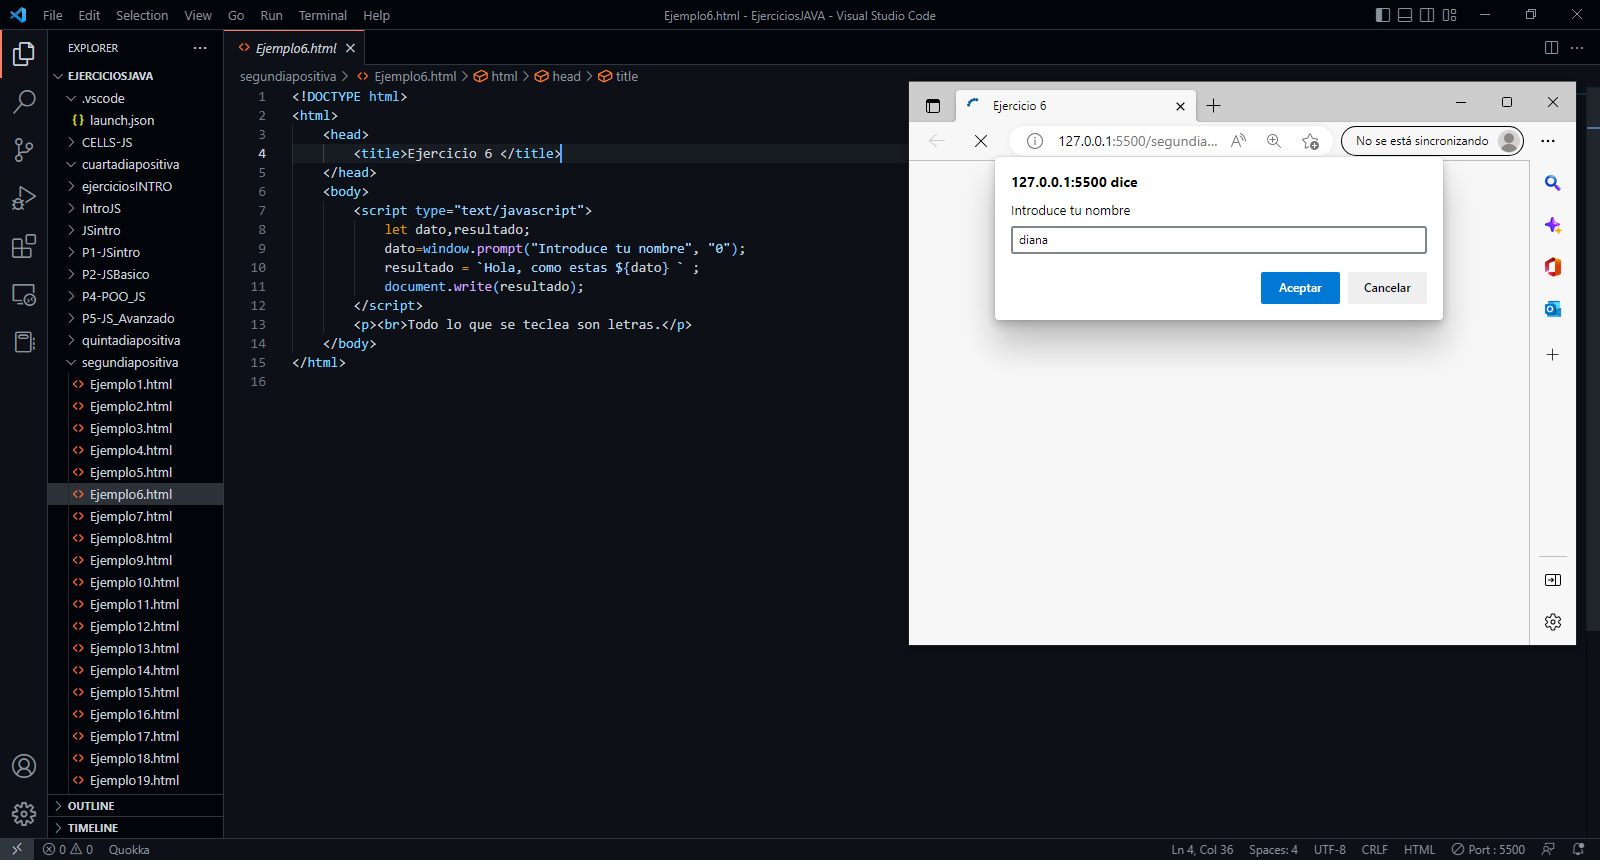 File Edit Selection View Go Run Terminal Help
Ejemplo6.html - EjerciciosJAVA - Visual Studio Code
EXPLORER
EJERCICIOSJAVA
.vscode
{} launch.json
CELLS-JS
cuartadiapositiva
ejerciciosINTRO
IntroJS
JSintro
P1-JSintro
P2-JSBasico
P4-POO_JS
P5-JS_Avanzado
quintadiapositiva
segundiapositiva
Ejemplo1.html
Ejemplo2.html
Ejemplo3.html
Ejemplo4.html
Ejemplo5.html
Ejemplo6.html
Ejemplo7.html
Ejemplo8.html
Ejemplo9.html
Ejemplo10.html
Ejemplo11.html
Ejemplo12.html
Ejemplo13.html
Ejemplo14.html
Ejemplo15.html
Ejemplo16.html
Ejemplo17.html
Ejemplo18.html
Ejemplo19.html
OUTLINE
TIMELINE
Ejemplo6.html
segundiapositiva > Ejemplo6.html > html > head > title
1 <!DOCTYPE html>
2 <html>
3 <head>
4 <title>Ejercicio 6 </title>
5 </head>
6 <body>
7 <script type="text/javascript">
8 let dato,resultado;
9 dato=window.prompt("Introduce tu nombre", "0");
10 resultado = `Hola, como estas ${dato} ` ;
11 document.write(resultado);
12 </script>
13 <p><br>Todo lo que se teclea son letras.</p>
14 </body>
15 </html>
16
Ejercicio 6
127.0.0.1:5500/segundia...
No se está sincronizando
127.0.0.1:5500 dice
Introduce tu nombre
diana
Aceptar Cancelar
0 0 Quokka
Ln 4, Col 36 Spaces: 4 UTF-8 CRLF HTML Port : 5500